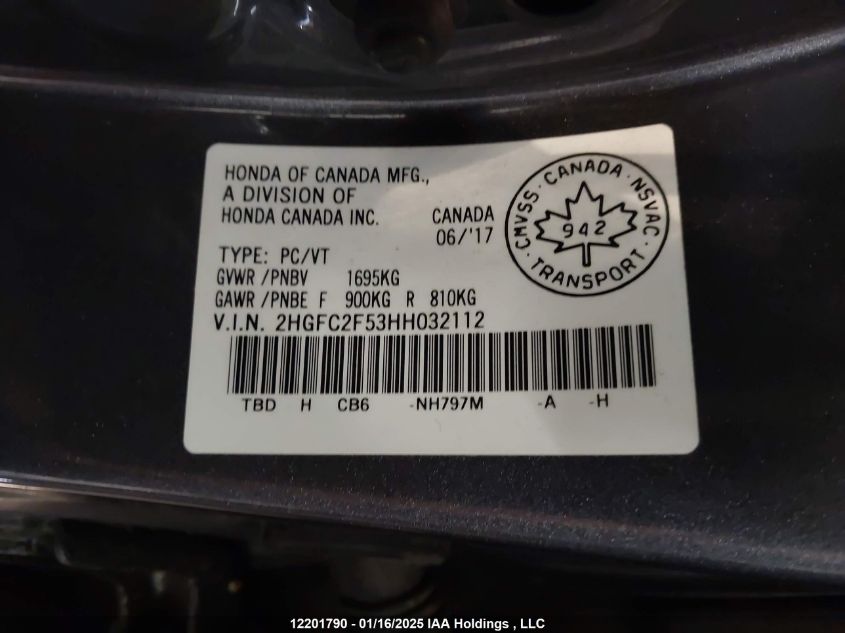 HONDA OF CANADA MFG.,
A DIVISION OF
HONDA CANADA INC. CANADA
06/'17
TYPE: PC/VT
GVWR /PNBV 1695KG
GAWR /PNBE F 900KG R 810KG
V.I.N. 2HGFC2F53HH032112
TBD H CB6 -NH797M -A -H
CMVSS · CANADA · NSVAC · TRANSPORT ·
942
12201790 - 01/16/2025 IAA Holdings , LLC